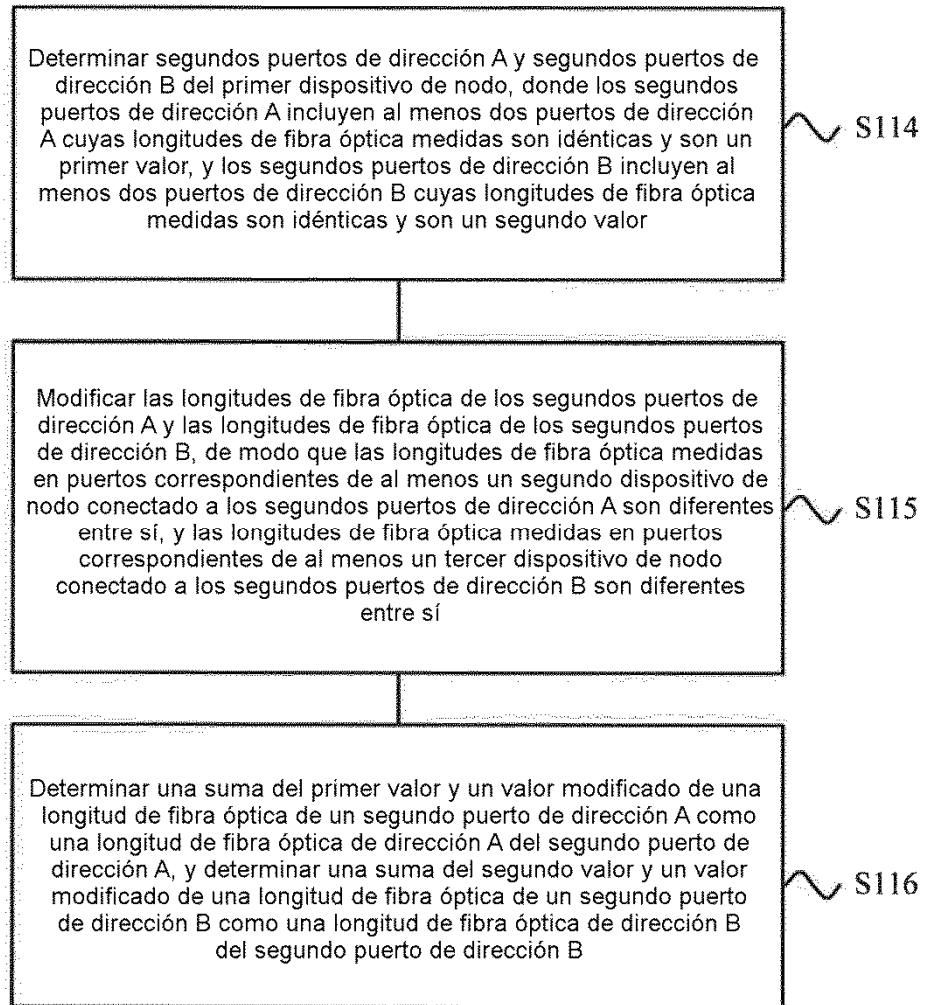 Determinar segundos puertos de dirección A y segundos puertos de
dirección B del primer dispositivo de nodo, donde los segundos
puertos de dirección A incluyen al menos dos puertos de dirección
A cuyas longitudes de fibra óptica medidas son idénticas y son un
primer valor, y los segundos puertos de dirección B incluyen al
menos dos puertos de dirección B cuyas longitudes de fibra óptica
medidas son idénticas y son un segundo valor
S114
Modificar las longitudes de fibra óptica de los segundos puertos de
dirección A y las longitudes de fibra óptica de los segundos puertos
de dirección B, de modo que las longitudes de fibra óptica medidas
en puertos correspondientes de al menos un segundo dispositivo de
nodo conectado a los segundos puertos de dirección A son diferentes
entre sí, y las longitudes de fibra óptica medidas en puertos
correspondientes de al menos un tercer dispositivo de nodo
conectado a los segundos puertos de dirección B son diferentes
entre sí
S115
Determinar una suma del primer valor y un valor modificado de una
longitud de fibra óptica de un segundo puerto de dirección A como
una longitud de fibra óptica de dirección A del segundo puerto de
dirección A, y determinar una suma del segundo valor y un valor
modificado de una longitud de fibra óptica de un segundo puerto
de dirección B como una longitud de fibra óptica de dirección B
del segundo puerto de dirección B
S116